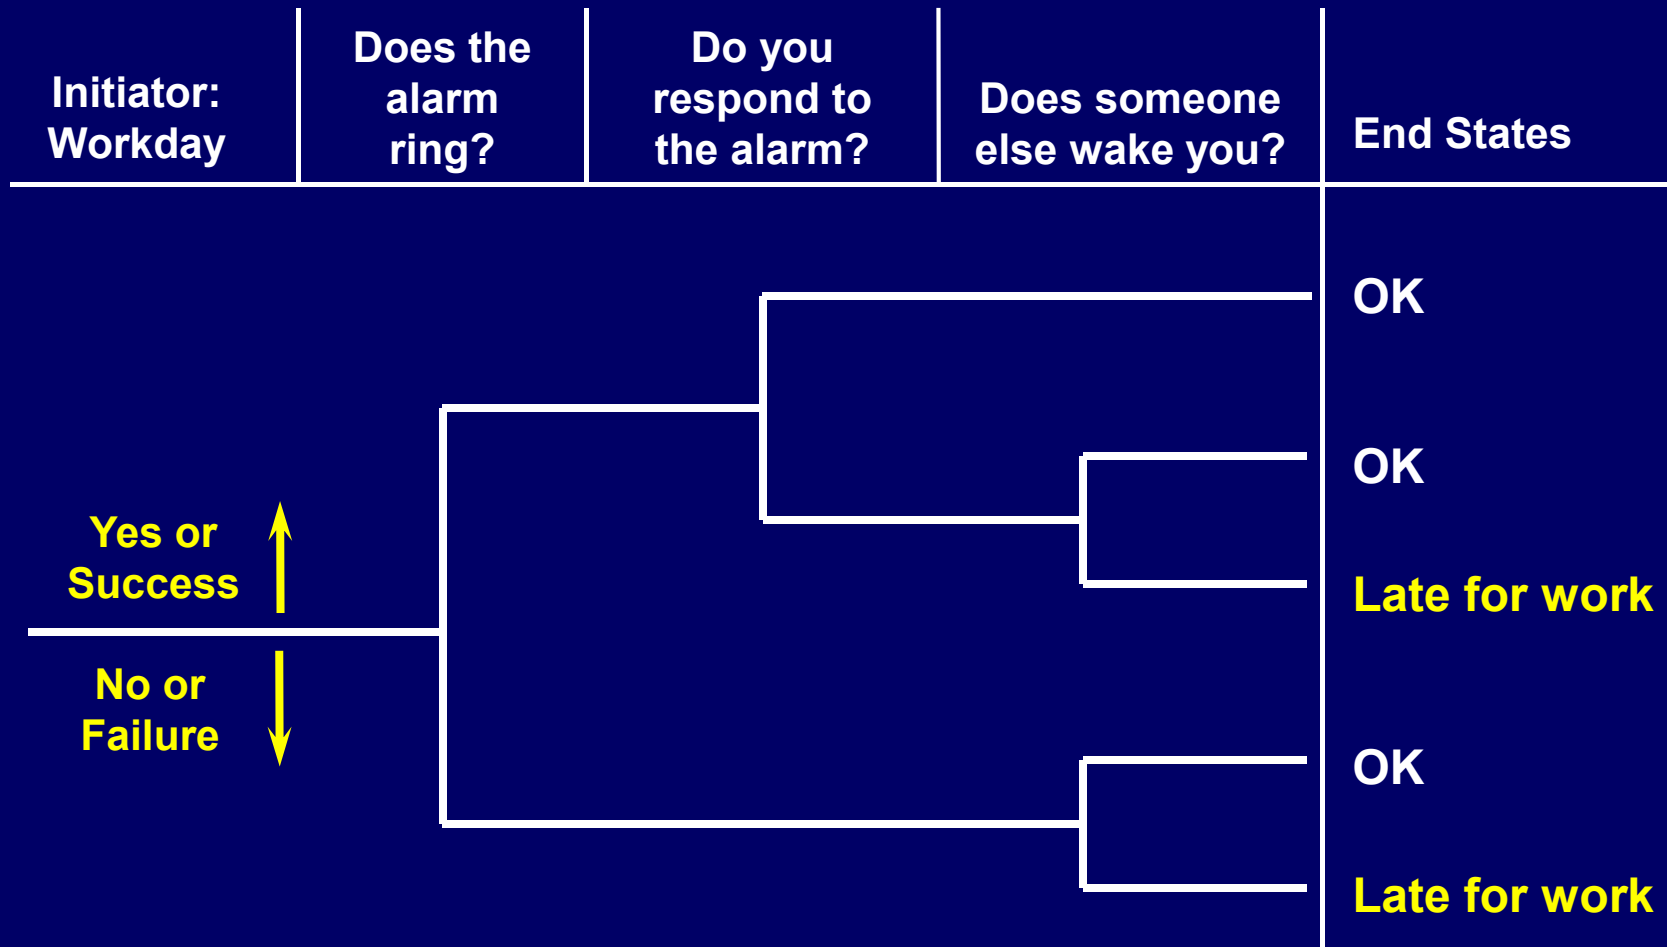 Initiator:
Workday
Does the
alarm
ring?
Do you
respond to
the alarm?
Does someone
else wake you?
End States
OK
OK
Yes or
Success
Late for work
No or
Failure
OK
Late for work